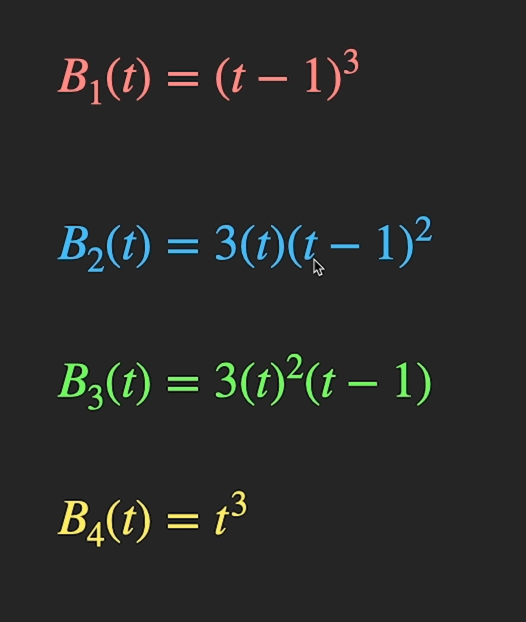 B₁(t) = (t − 1)³
B₂(t) = 3(t)(t − 1)²
B₃(t) = 3(t)²(t − 1)
B₄(t) = t³